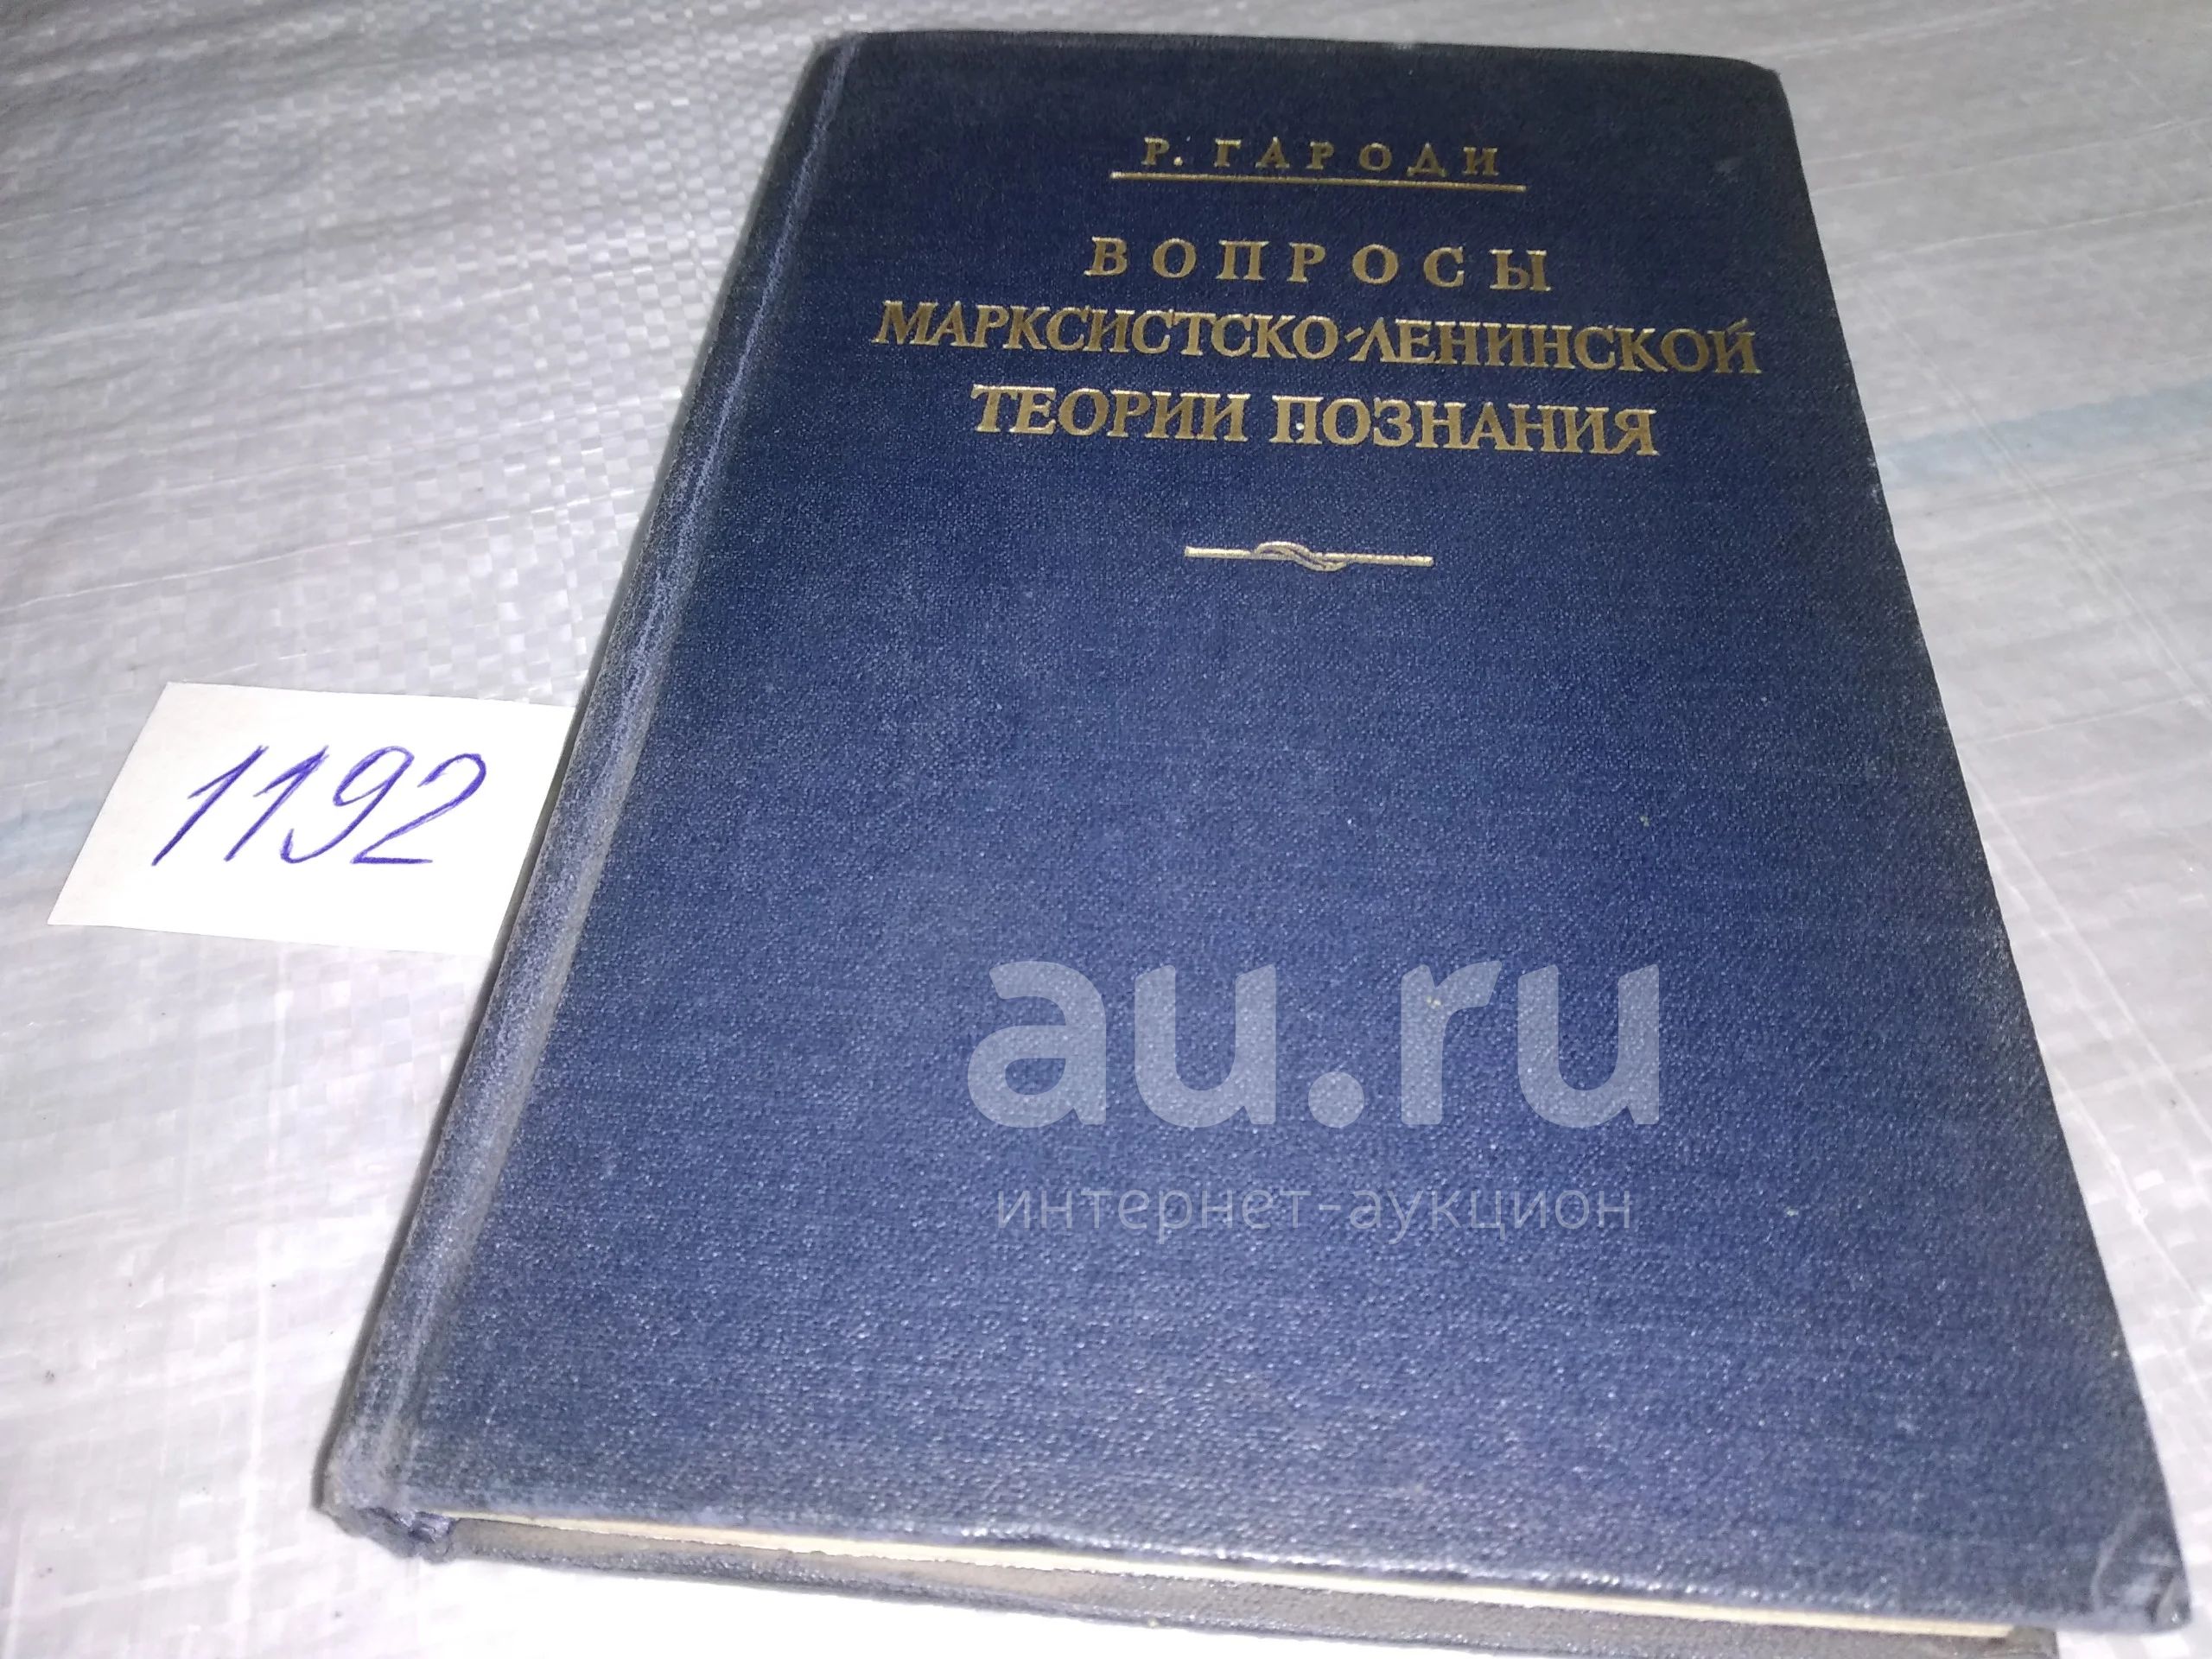 Р. ГАРОДИ
ВОПРОСЫ
МАРКСИСТСКО-ЛЕНИНСКОЙ
ТЕОРИИ ПОЗНАНИЯ
1192
au.ru
интернет-аукцион